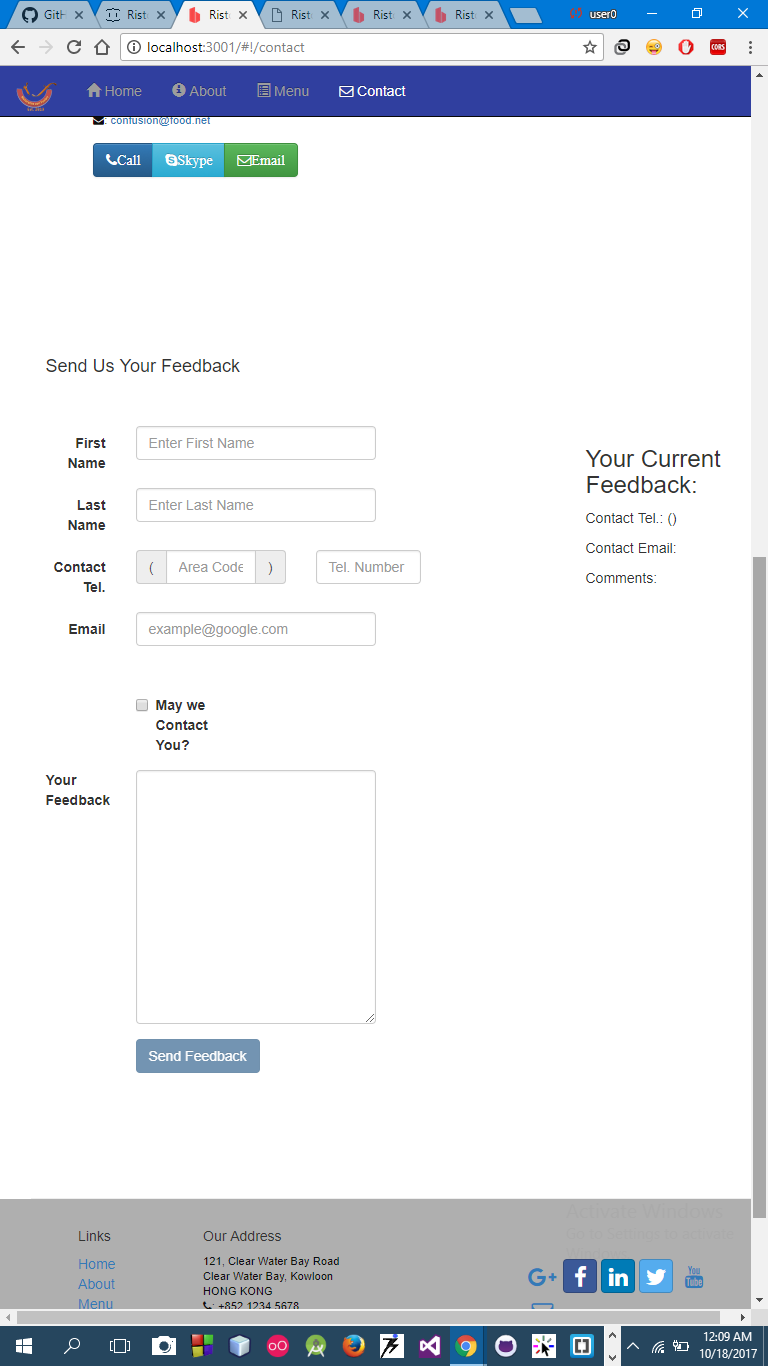 GitH
Rist
Rist
Rist
Rist
Rist
user0
localhost:3001/#!/contact
CORS
Home
About
Menu
Contact
: confusion@food.net
Call
Skype
Email
Send Us Your Feedback
First
Name
Enter First Name
Last
Name
Enter Last Name
Contact
Tel.
(
Area Code
)
Tel. Number
Email
example@google.com
May we
Contact
You?
Your
Feedback
Send Feedback
Your Current
Feedback:
Contact Tel.: ()
Contact Email:
Comments:
Links
Home
About
Menu
Our Address
121, Clear Water Bay Road
Clear Water Bay, Kowloon
HONG KONG
: +852 1234 5678
Activate Windows
Go to Settings to activate
You
Tube
12:09 AM
10/18/2017